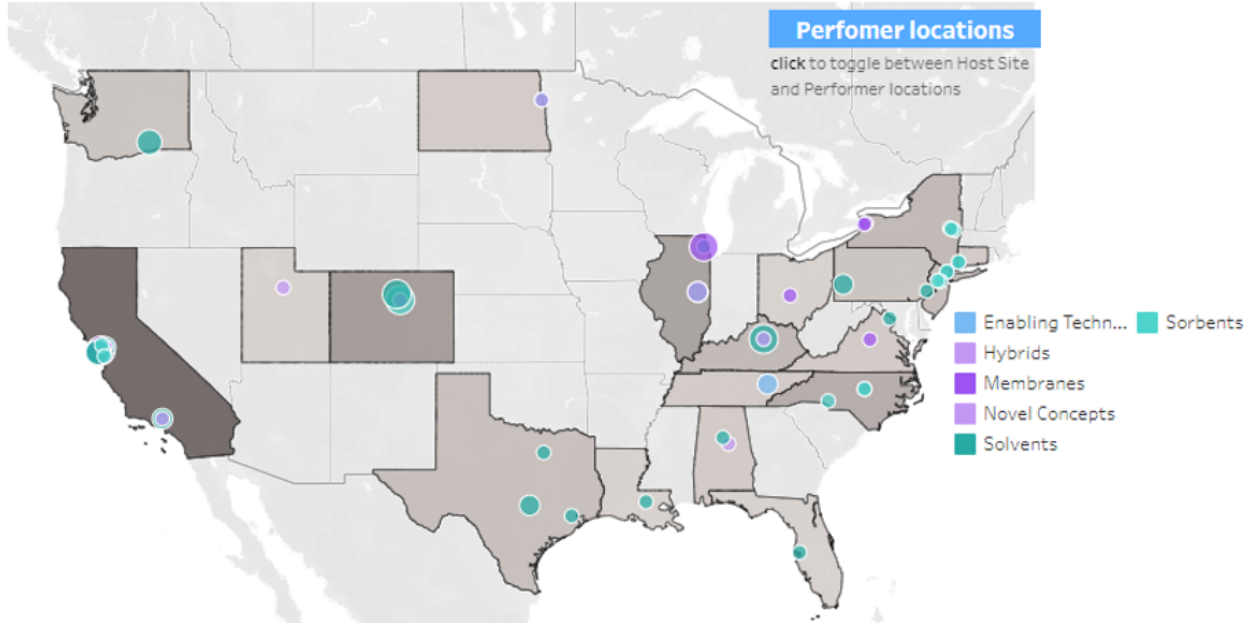 Perfomer locations
click to toggle between Host Site
and Performer locations
Enabling Techn... Sorbents
Hybrids
Membranes
Novel Concepts
Solvents